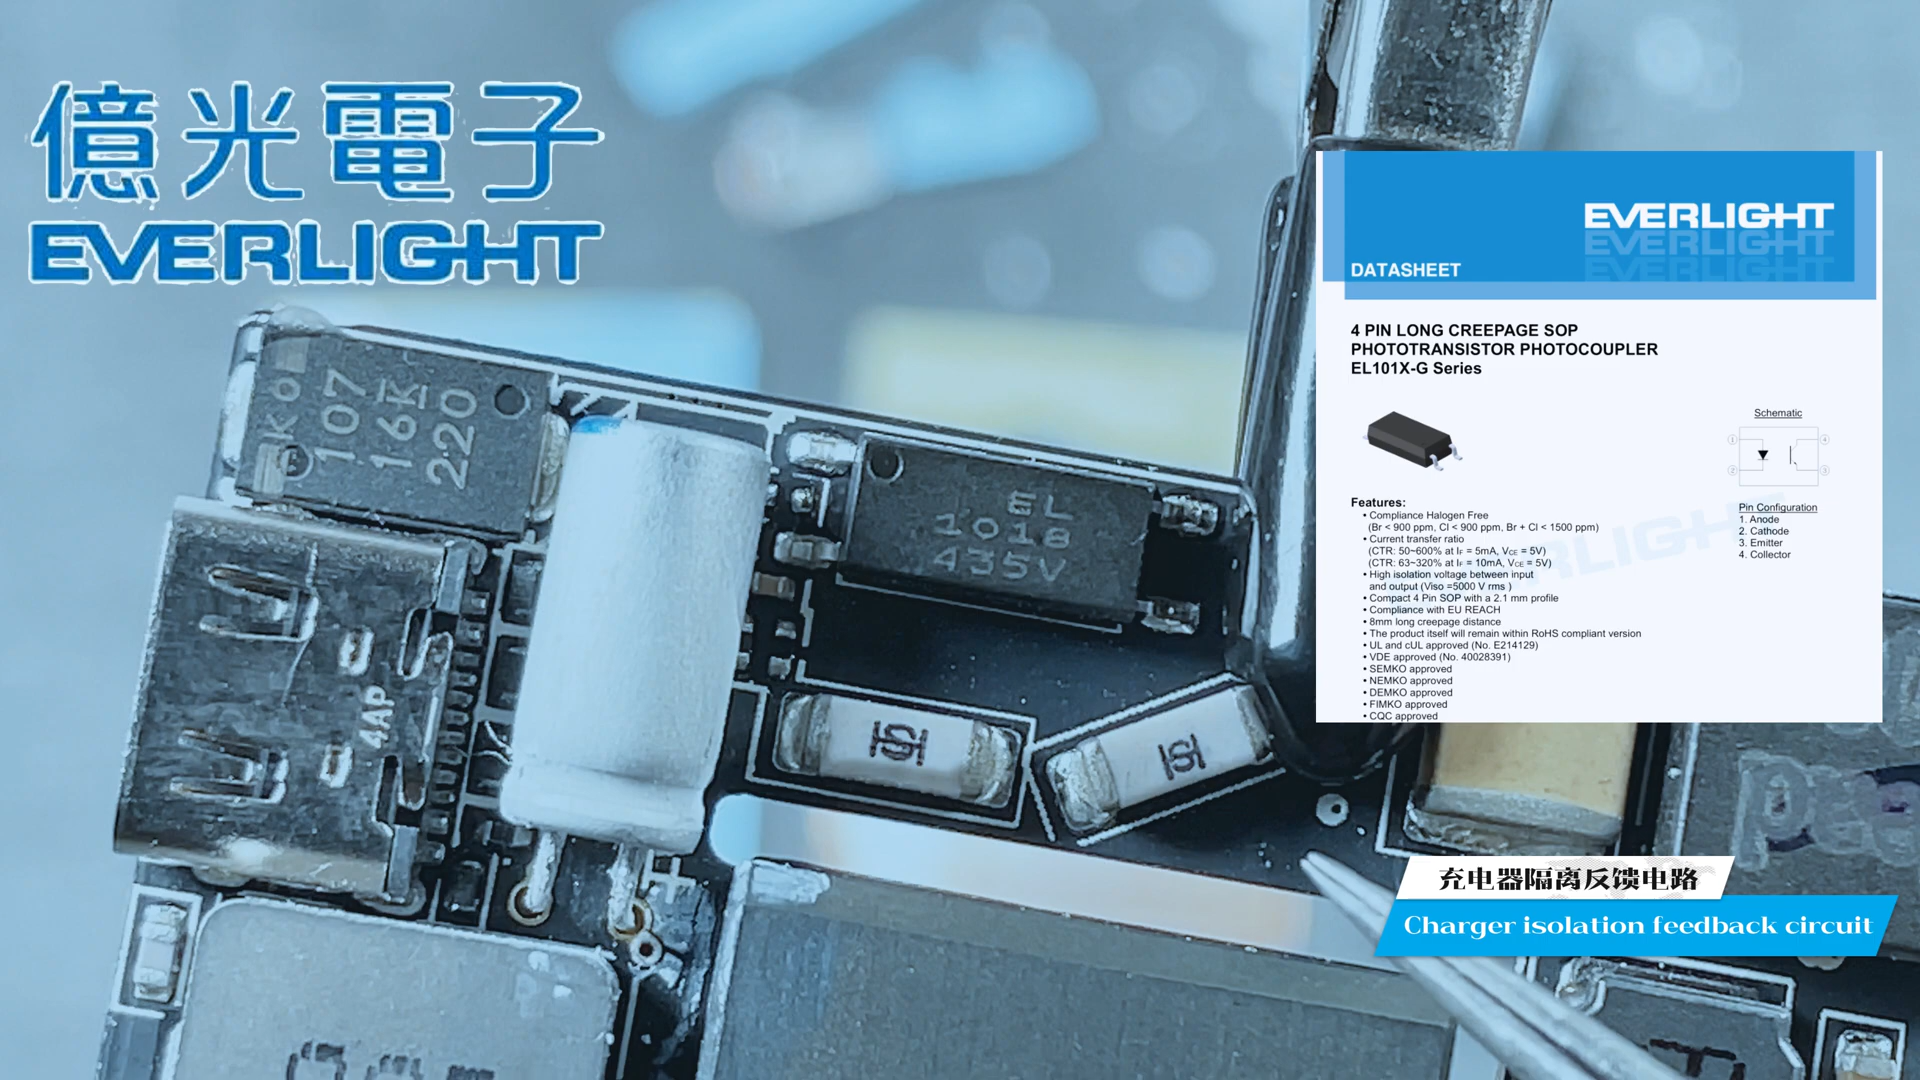 億光電子
EVERLIGHT
107
16K
220
EL
1018
435V
4AP
EVERLIGHT
DATASHEET
4 PIN LONG CREEPAGE SOP
PHOTOTRANSISTOR PHOTOCOUPLER
EL101X-G Series
Schematic
1
4
2
3
Features:
• Compliance Halogen Free
(Br < 900 ppm, Cl < 900 ppm, Br + Cl < 1500 ppm)
• Current transfer ratio
(CTR: 50~600% at IF = 5mA, VCE = 5V)
(CTR: 63~320% at IF = 10mA, VCE = 5V)
• High isolation voltage between input
and output (Viso =5000 V rms )
• Compact 4 Pin SOP with a 2.1 mm profile
• Compliance with EU REACH
• 8mm long creepage distance
• The product itself will remain within RoHS compliant version
• UL and cUL approved (No. E214129)
• VDE approved (No. 40028391)
• SEMKO approved
• NEMKO approved
• DEMKO approved
• FIMKO approved
• CQC approved
Pin Configuration
1. Anode
2. Cathode
3. Emitter
4. Collector
充电器隔离反馈电路
Charger isolation feedback circuit